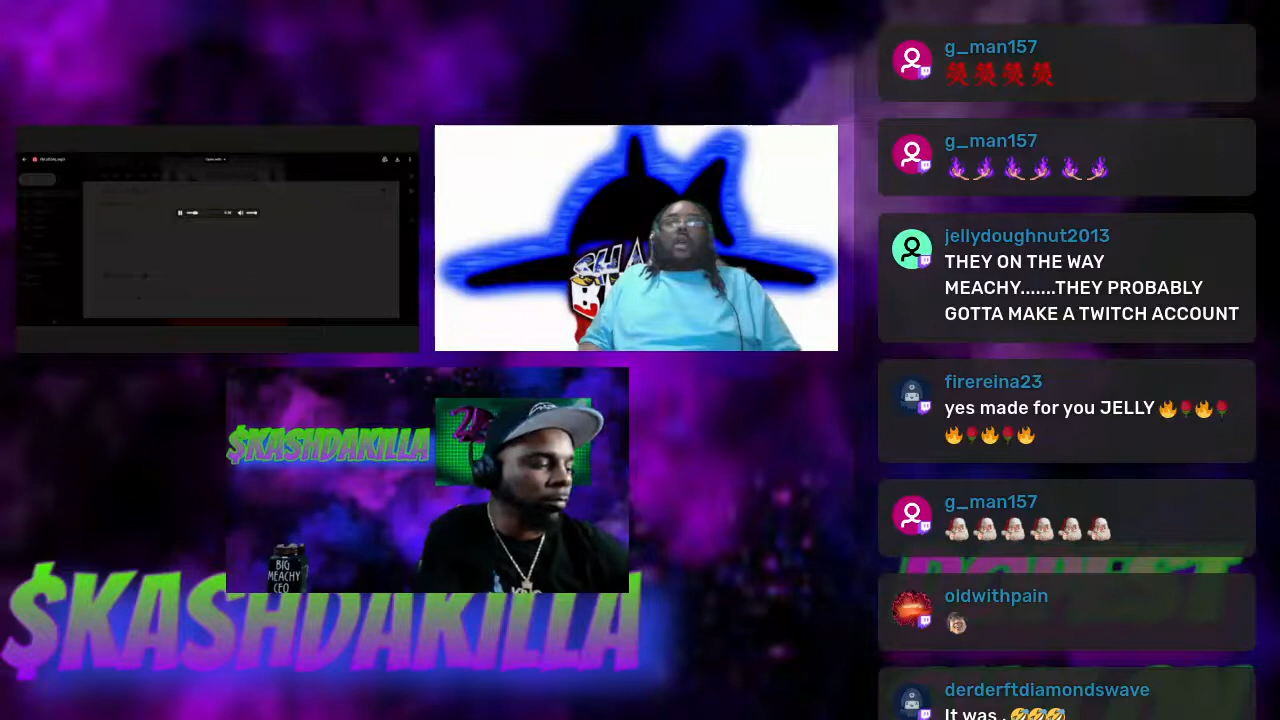 g_man157
g_man157
jellydoughnut2013
THEY ON THE WAY
MEACHY.......THEY PROBABLY
GOTTA MAKE A TWITCH ACCOUNT
firereina23
yes made for you JELLY 🔥🌹🔥🌹
🔥🌹🔥🌹🔥
g_man157
oldwithpain
derderftdiamondswave
It was . 🤣🤣🤣
SHA
$KASHDAKILLA
BIG
MEACHY
CEO
$KASHDAKILLA